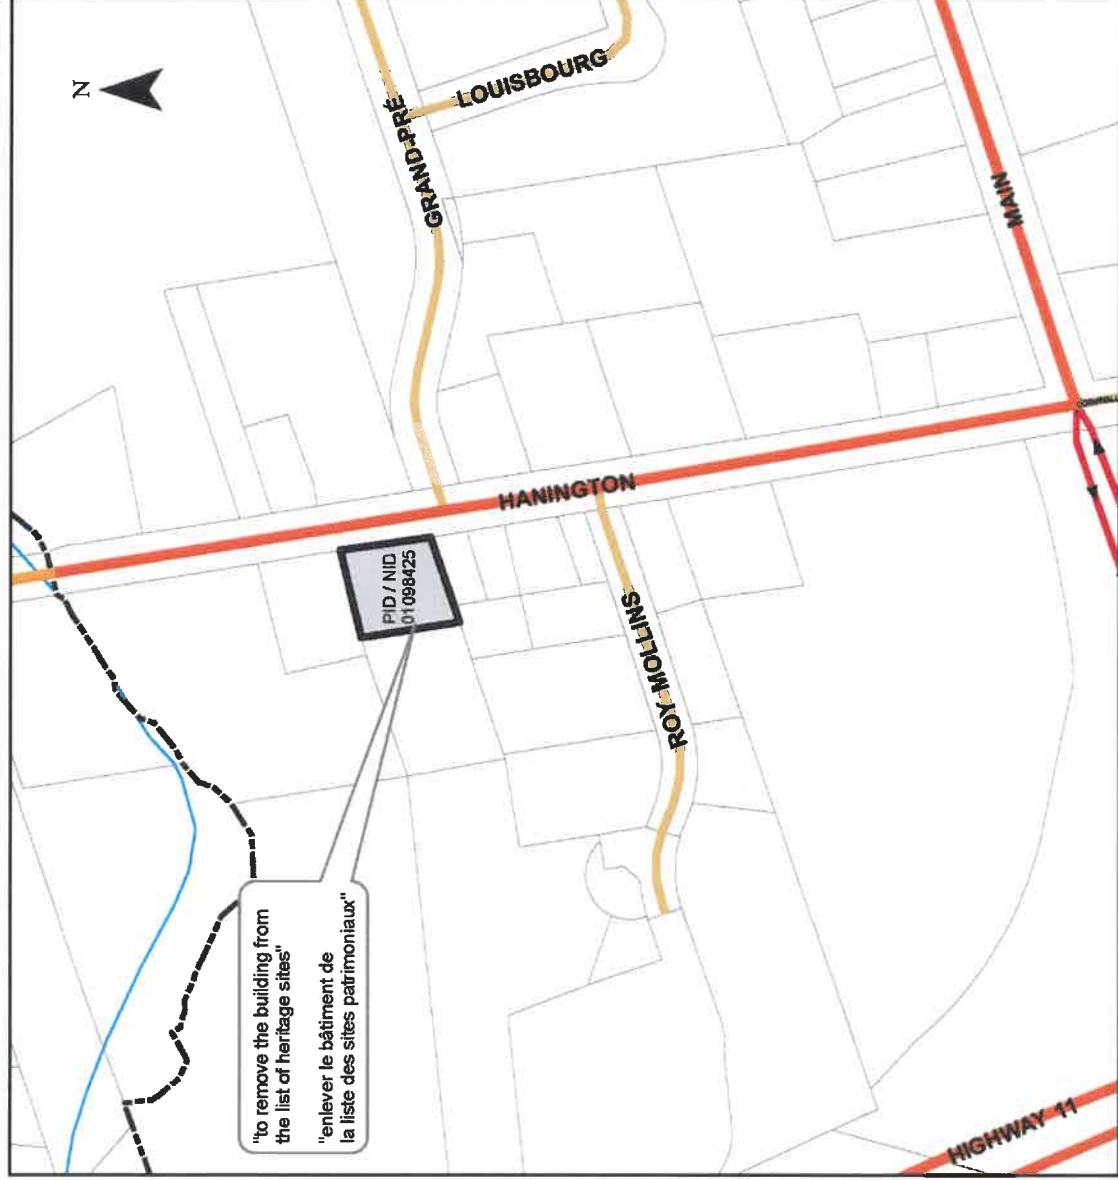 N
GRAND-PRÉ
LOUISBOURG
HANINGTON
MAIN
PID / NID
01098425
ROY MOLLINS
"to remove the building from
the list of heritage sites"
"enlever le bâtiment de
la liste des sites patrimoniaux"
HIGHWAY 11